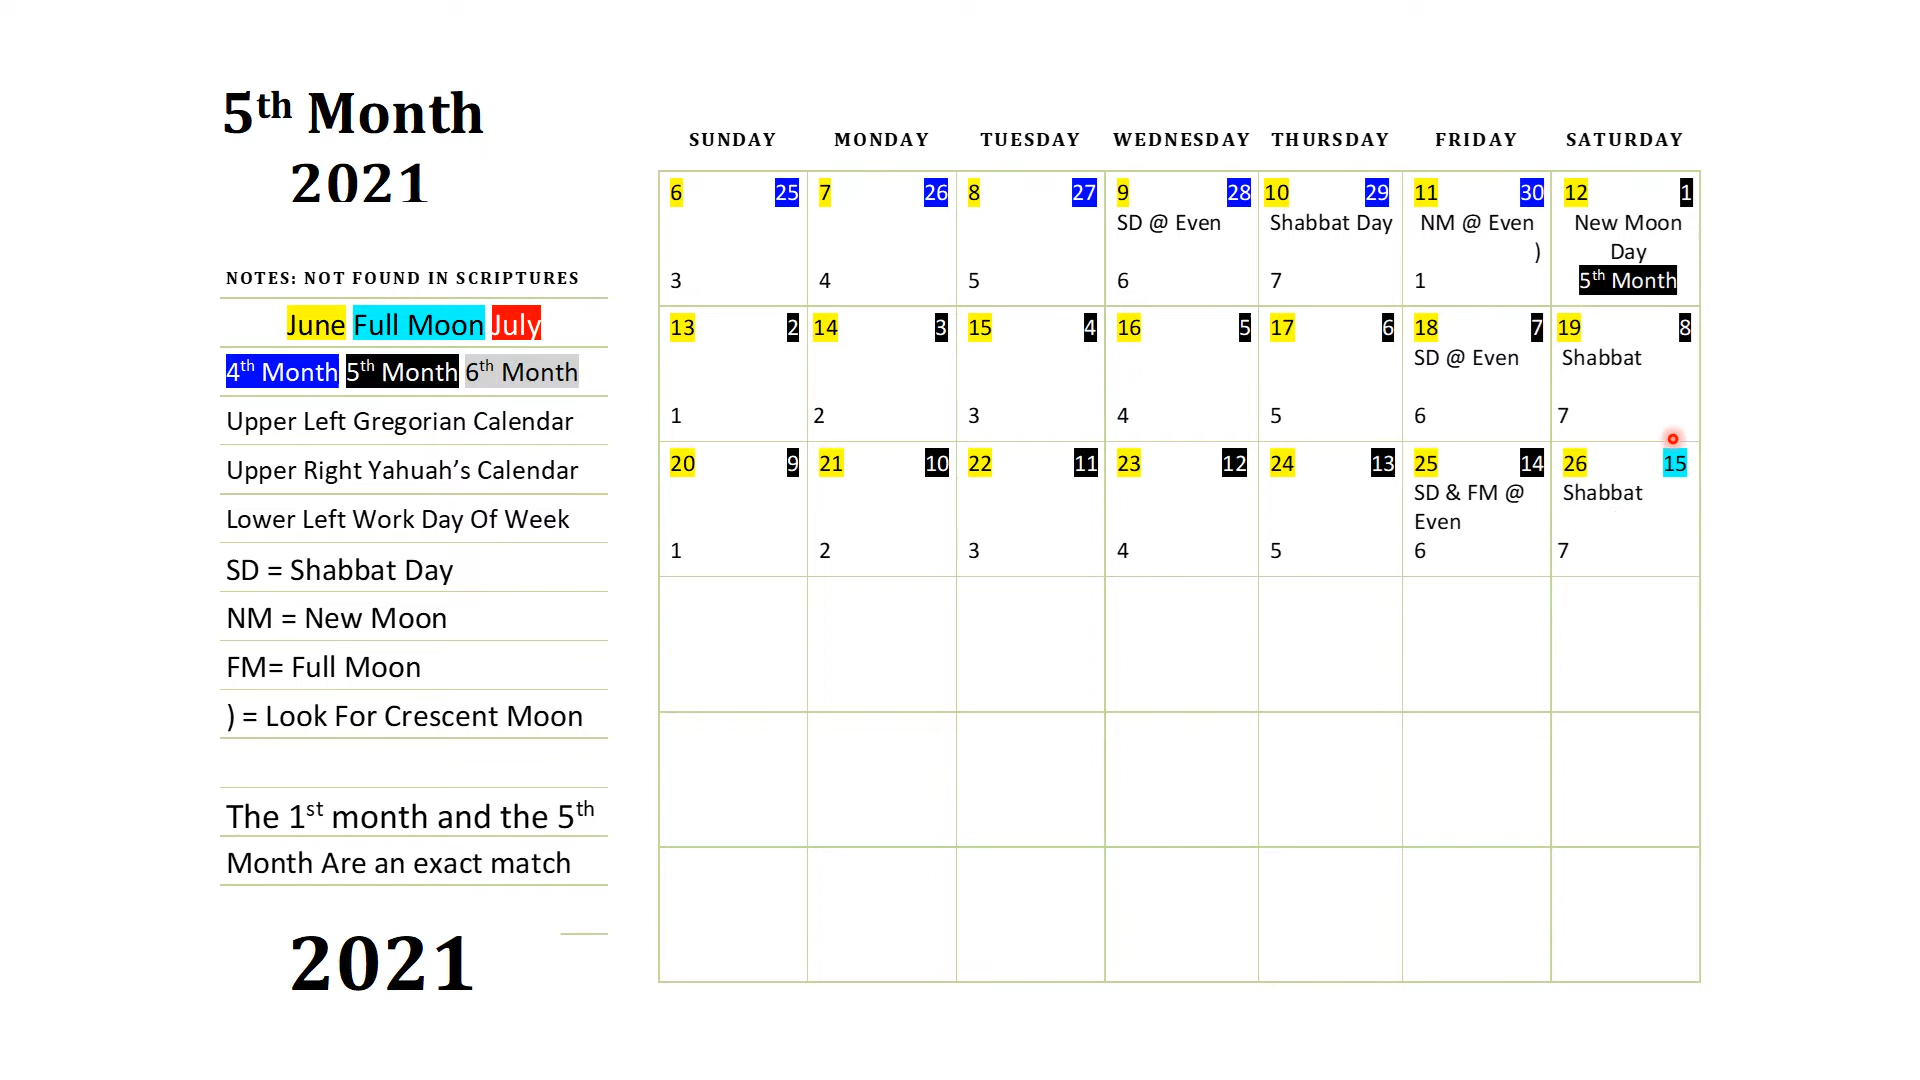 5th Month
2021
NOTES: NOT FOUND IN SCRIPTURES
June Full Moon July
4th Month 5th Month 6th Month
Upper Left Gregorian Calendar
Upper Right Yahuah’s Calendar
Lower Left Work Day Of Week
SD = Shabbat Day
NM = New Moon
FM= Full Moon
) = Look For Crescent Moon
The 1st month and the 5th
Month Are an exact match
2021
SUNDAY MONDAY TUESDAY WEDNESDAY THURSDAY FRIDAY SATURDAY
6 25 7 26 8 27 9 28 10 29 11 30 12 1
SD @ Even Shabbat Day NM @ Even New Moon
) Day
3 4 5 6 7 1 5th Month
13 2 14 3 15 4 16 5 17 6 18 7 19 8
SD @ Even Shabbat
1 2 3 4 5 6 7
20 9 21 10 22 11 23 12 24 13 25 14 26 15
SD & FM @ Shabbat
Even
1 2 3 4 5 6 7